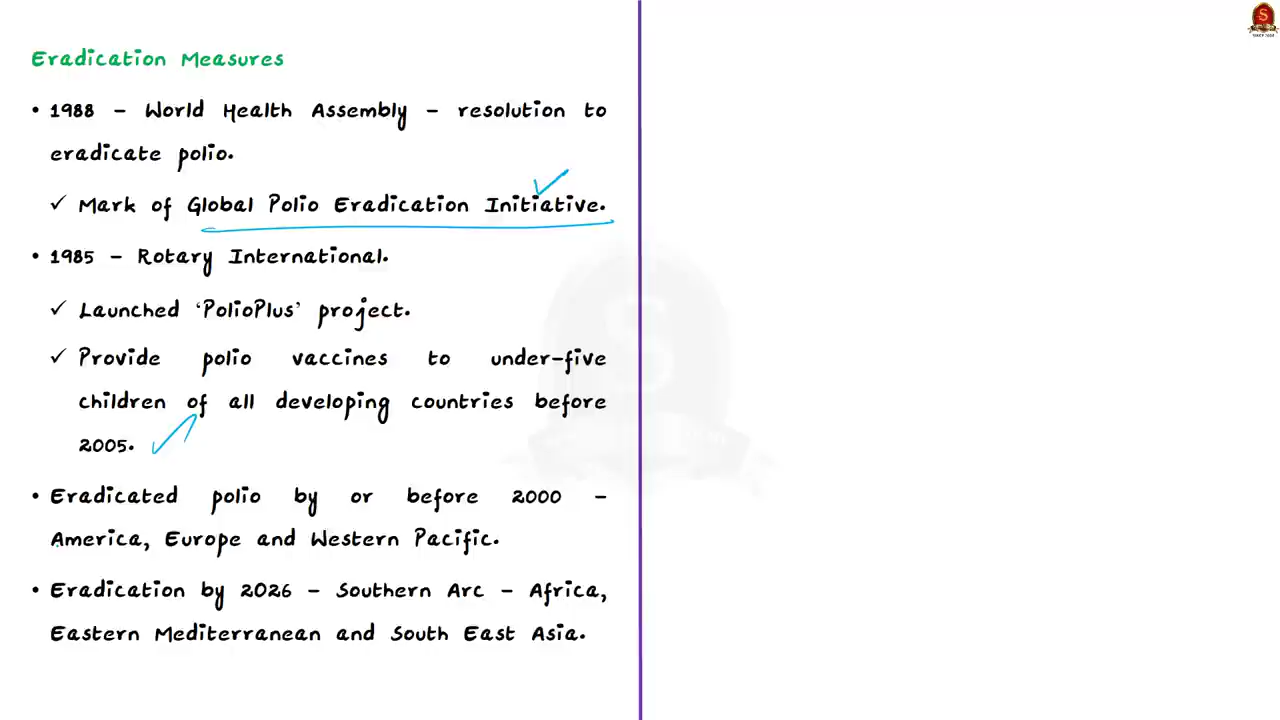 Eradication Measures
• 1988 – World Health Assembly – resolution to
eradicate polio.
✓ Mark of Global Polio Eradication Initiative.
• 1985 – Rotary International.
✓ Launched ‘PolioPlus’ project.
✓ Provide polio vaccines to under-five
children of all developing countries before
2005.
• Eradicated polio by or before 2000 –
America, Europe and Western Pacific.
• Eradication by 2026 – Southern Arc – Africa,
Eastern Mediterranean and South East Asia.